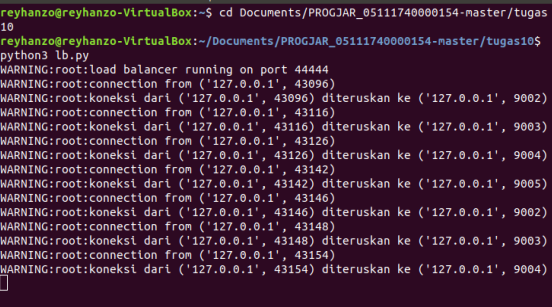 reyhanzo@reyhanzo-VirtualBox:~$ cd Documents/PROGJAR_05111740000154-master/tugas
10
reyhanzo@reyhanzo-VirtualBox:~/Documents/PROGJAR_05111740000154-master/tugas10$
python3 lb.py
WARNING:root:load balancer running on port 44444
WARNING:root:connection from ('127.0.0.1', 43096)
WARNING:root:koneksi dari ('127.0.0.1', 43096) diteruskan ke ('127.0.0.1', 9002)
WARNING:root:connection from ('127.0.0.1', 43116)
WARNING:root:koneksi dari ('127.0.0.1', 43116) diteruskan ke ('127.0.0.1', 9003)
WARNING:root:connection from ('127.0.0.1', 43126)
WARNING:root:koneksi dari ('127.0.0.1', 43126) diteruskan ke ('127.0.0.1', 9004)
WARNING:root:connection from ('127.0.0.1', 43142)
WARNING:root:koneksi dari ('127.0.0.1', 43142) diteruskan ke ('127.0.0.1', 9005)
WARNING:root:connection from ('127.0.0.1', 43146)
WARNING:root:koneksi dari ('127.0.0.1', 43146) diteruskan ke ('127.0.0.1', 9002)
WARNING:root:connection from ('127.0.0.1', 43148)
WARNING:root:koneksi dari ('127.0.0.1', 43148) diteruskan ke ('127.0.0.1', 9003)
WARNING:root:connection from ('127.0.0.1', 43154)
WARNING:root:koneksi dari ('127.0.0.1', 43154) diteruskan ke ('127.0.0.1', 9004)